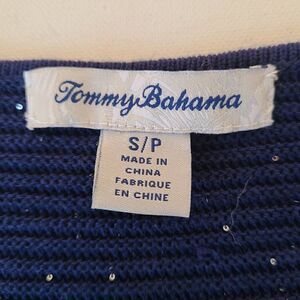 Tommy Bahama
S/P
MADE IN
CHINA
FABRIQUE
EN CHINE